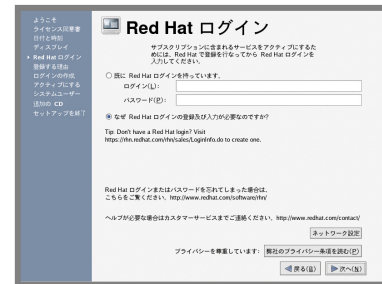 ようこそ
ライセンス同意書
日付と時刻
ディスプレイ
Red Hat ログイン
登録する理由
ログインの作成
アクティブにする
システムユーザー
追加の CD
セットアップを終了
Red Hat ログイン
サブスクリプションに含まれるサービスをアクティブにするた
めには、Red Hat で登録を行なってから Red Hat ログインを
入力してください。
既に Red Hat ログインを持っています。
ログイン(L):
パスワード(P):
なぜ Red Hat ログインの登録及び入力が必要なのですか?
Tip: Don't have a Red Hat login? Visit
https://rhn.redhat.com/rhn/sales/LoginInfo.do to create one.
Red Hat ログインまたはパスワードを忘れてしまった場合は、
こちらをご覧ください. http://www.redhat.com/software/rhn/
ヘルプが必要な場合はカスタマーサービスまでご連絡ください, http://www.redhat.com/contact/
ネットワーク設定
プライバシーを尊重しています: 弊社のプライバシー条項を読む(P)
戻る(B) 次へ(N)